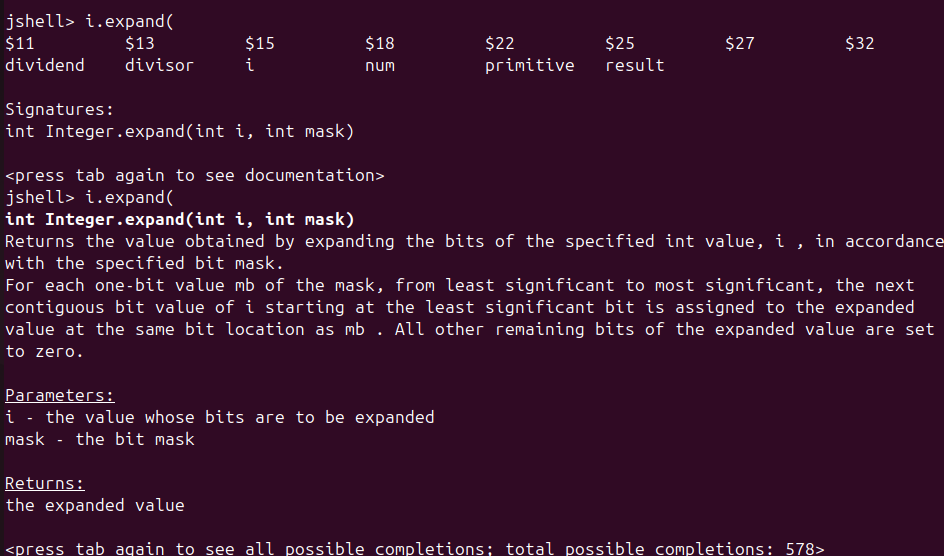 jshell> i.expand(
$11 $13 $15 $18 $22 $25 $27 $32
dividend divisor i num primitive result
Signatures:
int Integer.expand(int i, int mask)
<press tab again to see documentation>
jshell> i.expand(
int Integer.expand(int i, int mask)
Returns the value obtained by expanding the bits of the specified int value, i , in accordance
with the specified bit mask.
For each one-bit value mb of the mask, from least significant to most significant, the next
contiguous bit value of i starting at the least significant bit is assigned to the expanded
value at the same bit location as mb . All other remaining bits of the expanded value are set
to zero.
Parameters:
i - the value whose bits are to be expanded
mask - the bit mask
Returns:
the expanded value
<press tab again to see all possible completions; total possible completions: 578>